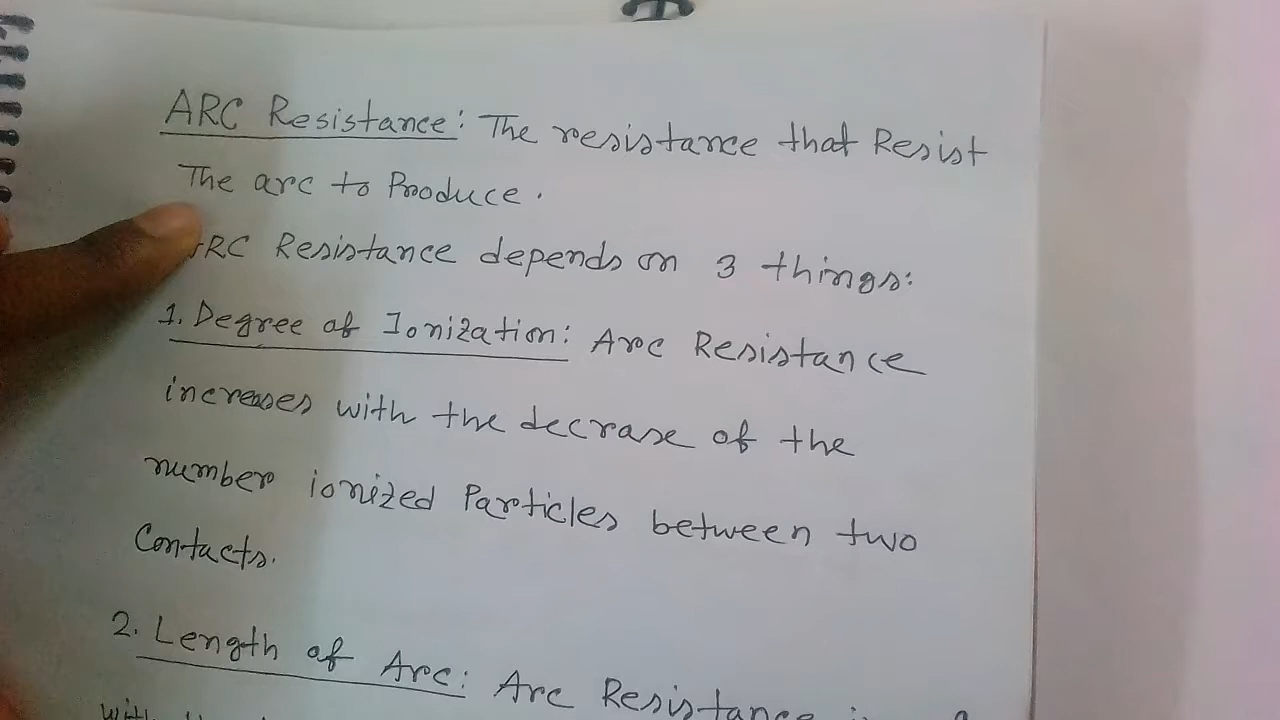 ARC Resistance: The resistance that Resist
The arc to Produce.
ARC Resistance depends on 3 things:
1. Degree of Ionization: Arc Resistance
increases with the decrase of the
number ionized Particles between two
Contacts.
2. Length of Arc: Arc Resistance